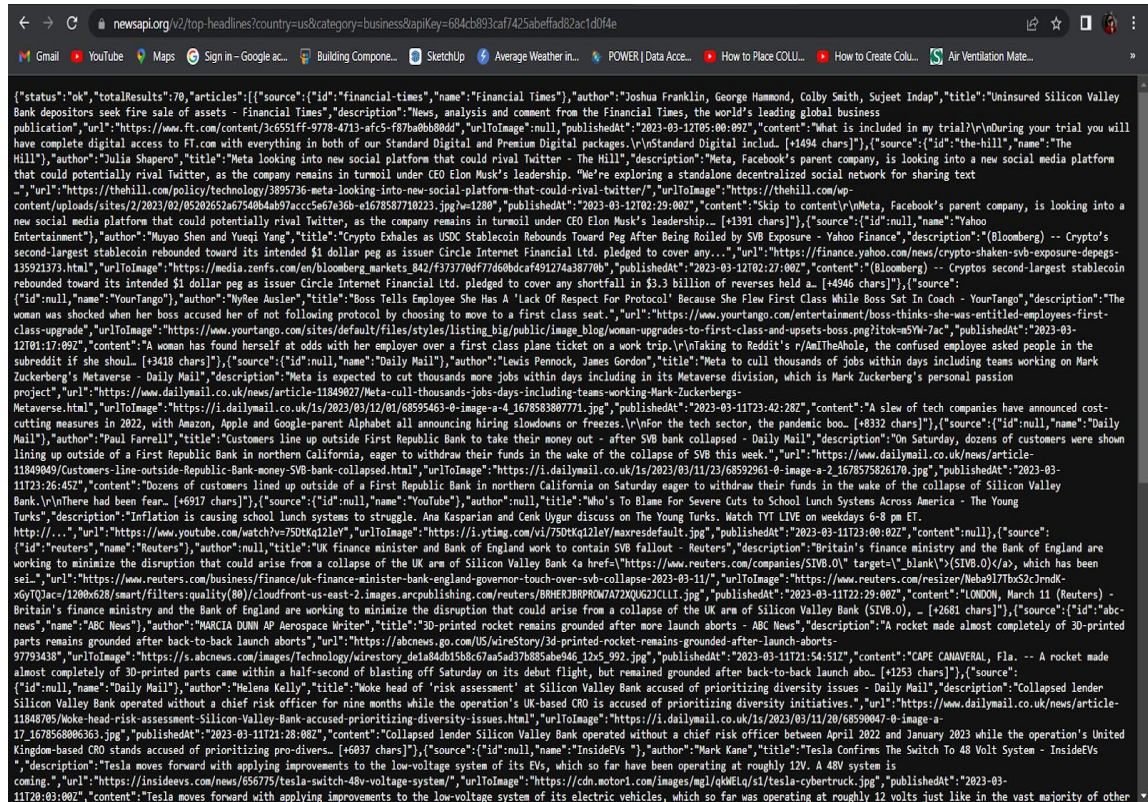 newsapi.org/v2/top-headlines?country=us&category=business&apiKey=684cb893caf7425abeffad82ac1d0f4e
Gmail YouTube Maps Sign in – Google ac... Building Compone... SketchUp Average Weather in... POWER | Data Acce... How to Place COLU... How to Create Colu... Air Ventilation Mate... »
{"status":"ok","totalResults":70,"articles":[{"source":{"id":"financial-times","name":"Financial Times"},"author":"Joshua Franklin, George Hammond, Colby Smith, Sujeet Indap","title":"Uninsured Silicon Valley
Bank depositors seek fire sale of assets - Financial Times","description":"News, analysis and comment from the Financial Times, the world’s leading global business
publication","url":"https://www.ft.com/content/3c6551ff-9778-4713-afc5-f87ba0bb80dd","urlToImage":null,"publishedAt":"2023-03-12T05:00:09Z","content":"What is included in my trial?\r\nDuring your trial you will
have complete digital access to FT.com with everything in both of our Standard Digital and Premium Digital packages.\r\nStandard Digital includ… [+1494 chars]"},{"source":{"id":"the-hill","name":"The
Hill"},"author":"Julia Shapero","title":"Meta looking into new social platform that could rival Twitter - The Hill","description":"Meta, Facebook’s parent company, is looking into a new social media platform
that could potentially rival Twitter, as the company remains in turmoil under CEO Elon Musk’s leadership. “We’re exploring a standalone decentralized social network for sharing text
…","url":"https://thehill.com/policy/technology/3895736-meta-looking-into-new-social-platform-that-could-rival-twitter/","urlToImage":"https://thehill.com/wp-
content/uploads/sites/2/2023/02/05202652a67540b4ab97accc5e67e36b-e1678587710223.jpg?w=1280","publishedAt":"2023-03-12T02:29:00Z","content":"Skip to content\r\nMeta, Facebook’s parent company, is looking into a
new social media platform that could potentially rival Twitter, as the company remains in turmoil under CEO Elon Musk’s leadership.… [+1391 chars]"},{"source":{"id":null,"name":"Yahoo
Entertainment"},"author":"Muyao Shen and Yueqi Yang","title":"Crypto Exhales as USDC Stablecoin Rebounds Toward Peg After Being Roiled by SVB Exposure - Yahoo Finance","description":"(Bloomberg) -- Crypto’s
second-largest stablecoin rebounded toward its intended $1 dollar peg as issuer Circle Internet Financial Ltd. pledged to cover any...","url":"https://finance.yahoo.com/news/crypto-shaken-svb-exposure-depegs-
135921373.html","urlToImage":"https://media.zenfs.com/en/bloomberg_markets_842/f373770df77d60bdcaf491274a38770b","publishedAt":"2023-03-12T02:27:00Z","content":"(Bloomberg) -- Cryptos second-largest stablecoin
rebounded toward its intended $1 dollar peg as issuer Circle Internet Financial Ltd. pledged to cover any shortfall in $3.3 billion of reverses held a… [+4946 chars]"},{"source":
{"id":null,"name":"YourTango"},"author":"NyRee Ausler","title":"Boss Tells Employee She Has A 'Lack Of Respect For Protocol' Because She Flew First Class While Boss Sat In Coach - YourTango","description":"The
woman was shocked when her boss accused her of not following protocol by choosing to move to a first class seat.","url":"https://www.yourtango.com/entertainment/boss-thinks-she-was-entitled-employees-first-
class-upgrade","urlToImage":"https://www.yourtango.com/sites/default/files/styles/listing_big/public/image_blog/woman-upgrades-to-first-class-and-upsets-boss.png?itok=m5YW-7ac","publishedAt":"2023-03-
12T01:17:09Z","content":"A woman has found herself at odds with her employer over a first class plane ticket on a work trip.\r\nTaking to Reddit's r/AmITheAhole, the confused employee asked people in the
subreddit if she shoul… [+3418 chars]"},{"source":{"id":null,"name":"Daily Mail"},"author":"Lewis Pennock, James Gordon","title":"Meta to cull thousands of jobs within days including teams working on Mark
Zuckerberg's Metaverse - Daily Mail","description":"Meta is expected to cut thousands more jobs within days including in its Metaverse division, which is Mark Zuckerberg's personal passion
project","url":"https://www.dailymail.co.uk/news/article-11849027/Meta-cull-thousands-jobs-days-including-teams-working-Mark-Zuckerbergs-
Metaverse.html","urlToImage":"https://i.dailymail.co.uk/1s/2023/03/12/01/68595463-0-image-a-4_1678583807771.jpg","publishedAt":"2023-03-11T23:42:28Z","content":"A slew of tech companies have announced cost-
cutting measures in 2022, with Amazon, Apple and Google-parent Alphabet all announcing hiring slowdowns or freezes.\r\nFor the tech sector, the pandemic boo… [+8332 chars]"},{"source":{"id":null,"name":"Daily
Mail"},"author":"Paul Farrell","title":"Customers line up outside First Republic Bank to take their money out - after SVB bank collapsed - Daily Mail","description":"On Saturday, dozens of customers were shown
lining up outside of a First Republic Bank in northern California, eager to withdraw their funds in the wake of the collapse of SVB this week.","url":"https://www.dailymail.co.uk/news/article-
11849049/Customers-line-outside-Republic-Bank-money-SVB-bank-collapsed.html","urlToImage":"https://i.dailymail.co.uk/1s/2023/03/11/23/68592961-0-image-a-2_1678575826170.jpg","publishedAt":"2023-03-
11T23:26:45Z","content":"Dozens of customers lined up outside of a First Republic Bank in northern California on Saturday eager to withdraw their funds in the wake of the collapse of Silicon Valley
Bank.\r\nThere had been fear… [+6917 chars]"},{"source":{"id":null,"name":"YouTube"},"author":null,"title":"Who's To Blame For Severe Cuts to School Lunch Systems Across America - The Young
Turks","description":"Inflation is causing school lunch systems to struggle. Ana Kasparian and Cenk Uygur discuss on The Young Turks. Watch TYT LIVE on weekdays 6-8 pm ET.
http://...","url":"https://www.youtube.com/watch?v=75DtKq12leY","urlToImage":"https://i.ytimg.com/vi/75DtKq12leY/maxresdefault.jpg","publishedAt":"2023-03-11T23:00:02Z","content":null},{"source":
{"id":"reuters","name":"Reuters"},"author":null,"title":"UK finance minister and Bank of England work to contain SVB fallout - Reuters","description":"Britain's finance ministry and the Bank of England are
working to minimize the disruption that could arise from a collapse of the UK arm of Silicon Valley Bank <a href=\"https://www.reuters.com/companies/SIVB.O\" target=\"_blank\">(SIVB.O)</a>, which has been
sei…","url":"https://www.reuters.com/business/finance/uk-finance-minister-bank-england-governor-touch-over-svb-collapse-2023-03-11/","urlToImage":"https://www.reuters.com/resizer/Neba9l7TbxS2cJrndK-
xGyTQJac=/1200x628/smart/filters:quality(80)/cloudfront-us-east-2.images.arcpublishing.com/reuters/BRHERJBRPROW7A72XQUG2JCLLI.jpg","publishedAt":"2023-03-11T22:29:00Z","content":"LONDON, March 11 (Reuters) -
Britain's finance ministry and the Bank of England are working to minimize the disruption that could arise from a collapse of the UK arm of Silicon Valley Bank (SIVB.O), … [+2681 chars]"},{"source":{"id":"abc-
news","name":"ABC News"},"author":"MARCIA DUNN AP Aerospace Writer","title":"3D-printed rocket remains grounded after more launch aborts - ABC News","description":"A rocket made almost completely of 3D-printed
parts remains grounded after back-to-back launch aborts","url":"https://abcnews.go.com/US/wireStory/3d-printed-rocket-remains-grounded-after-launch-aborts-
97793438","urlToImage":"https://s.abcnews.com/images/Technology/wirestory_de1a84db15b8c67aa5ad37b885abe946_12x5_992.jpg","publishedAt":"2023-03-11T21:54:51Z","content":"CAPE CANAVERAL, Fla. -- A rocket made
almost completely of 3D-printed parts came within a half-second of blasting off Saturday on its debut flight, but remained grounded after back-to-back launch abo… [+1253 chars]"},{"source":
{"id":null,"name":"Daily Mail"},"author":"Helena Kelly","title":"Woke head of 'risk assessment' at Silicon Valley Bank accused of prioritizing diversity issues - Daily Mail","description":"Collapsed lender
Silicon Valley Bank operated without a chief risk officer for nine months while the operation's UK-based CRO is accused of prioritizing diversity initiatives.","url":"https://www.dailymail.co.uk/news/article-
11848705/Woke-head-risk-assessment-Silicon-Valley-Bank-accused-prioritizing-diversity-issues.html","urlToImage":"https://i.dailymail.co.uk/1s/2023/03/11/20/68590047-0-image-a-
17_1678568006363.jpg","publishedAt":"2023-03-11T21:28:08Z","content":"Collapsed lender Silicon Valley Bank operated without a chief risk officer between April 2022 and January 2023 while the operation's United
Kingdom-based CRO stands accused of prioritizing pro-divers… [+6037 chars]"},{"source":{"id":null,"name":"InsideEVs "},"author":"Mark Kane","title":"Tesla Confirms The Switch To 48 Volt System - InsideEVs
","description":"Tesla moves forward with applying improvements to the low-voltage system of its EVs, which so far have been operating at roughly 12V. A 48V system is
coming.","url":"https://insideevs.com/news/656775/tesla-switch-48v-voltage-system/","urlToImage":"https://cdn.motor1.com/images/mgl/qkWELq/s1/tesla-cybertruck.jpg","publishedAt":"2023-03-
11T20:03:00Z","content":"Tesla moves forward with applying improvements to the low-voltage system of its electric vehicles, which so far was operating at roughly 12 volts just like in the vast majority of other